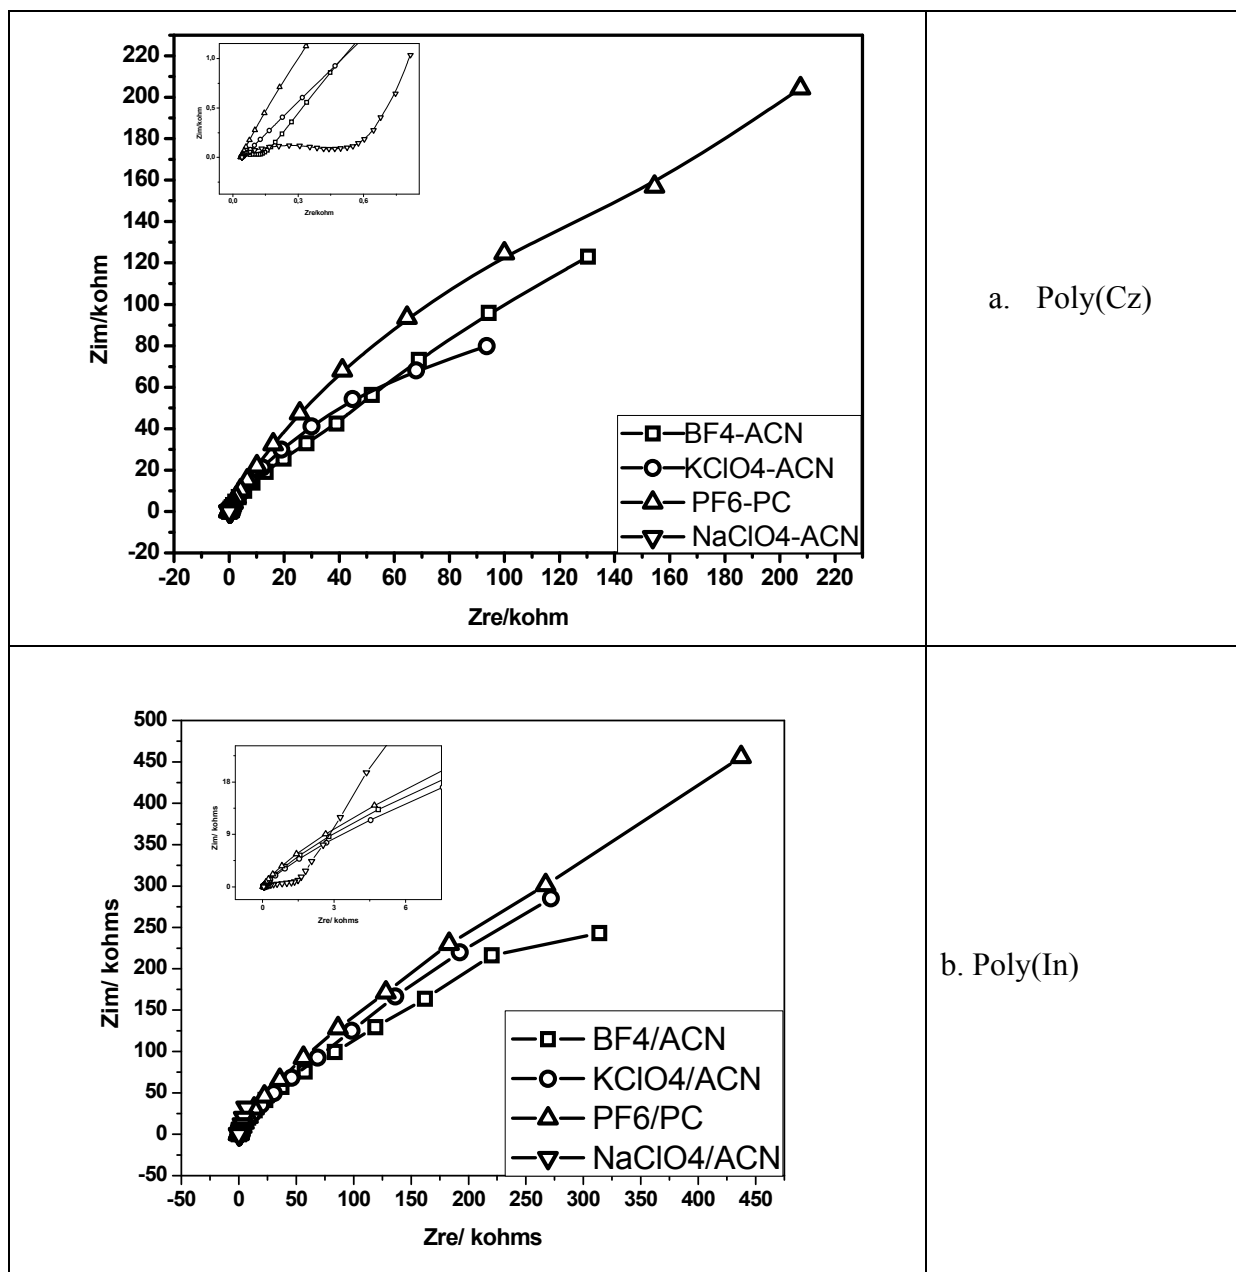 220
200
180
160
140
120
100
80
60
40
20
0
-20
Zim/kohm
-20 0 20 40 60 80 100 120 140 160 180 200 220
Zre/kohm
1,0
0,5
0,0
Zim/kohm
0,0 0,3 0,6
Zre/kohm
BF4-ACN
KClO4-ACN
PF6-PC
NaClO4-ACN
a. Poly(Cz)
500
450
400
350
300
250
200
150
100
50
0
-50
Zim/ kohms
-50 0 50 100 150 200 250 300 350 400 450
Zre/ kohms
18
9
0
Zim/ kohms
0 3 6
Zre/ kohms
BF4/ACN
KClO4/ACN
PF6/PC
NaClO4/ACN
b. Poly(In)